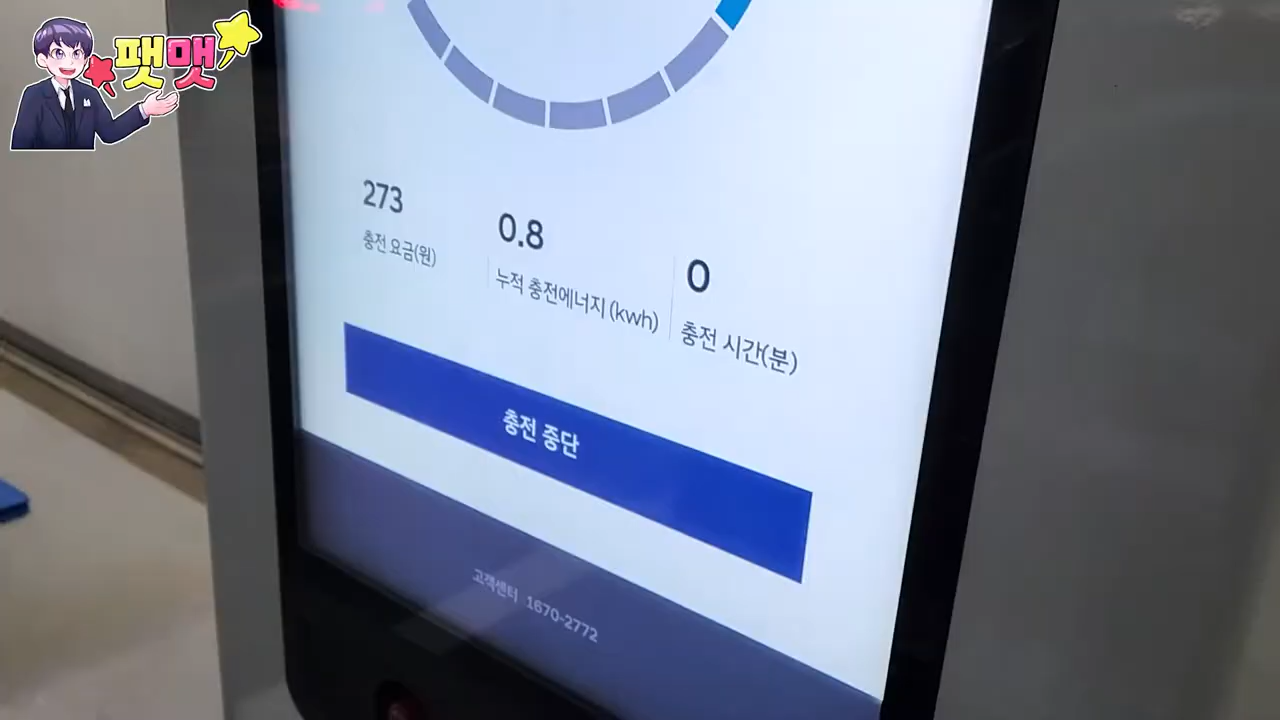 팻맷
273
충전 요금(원)
0.8
누적 충전에너지 (kwh)
0
충전 시간(분)
충전 중단
고객센터 1670-2772